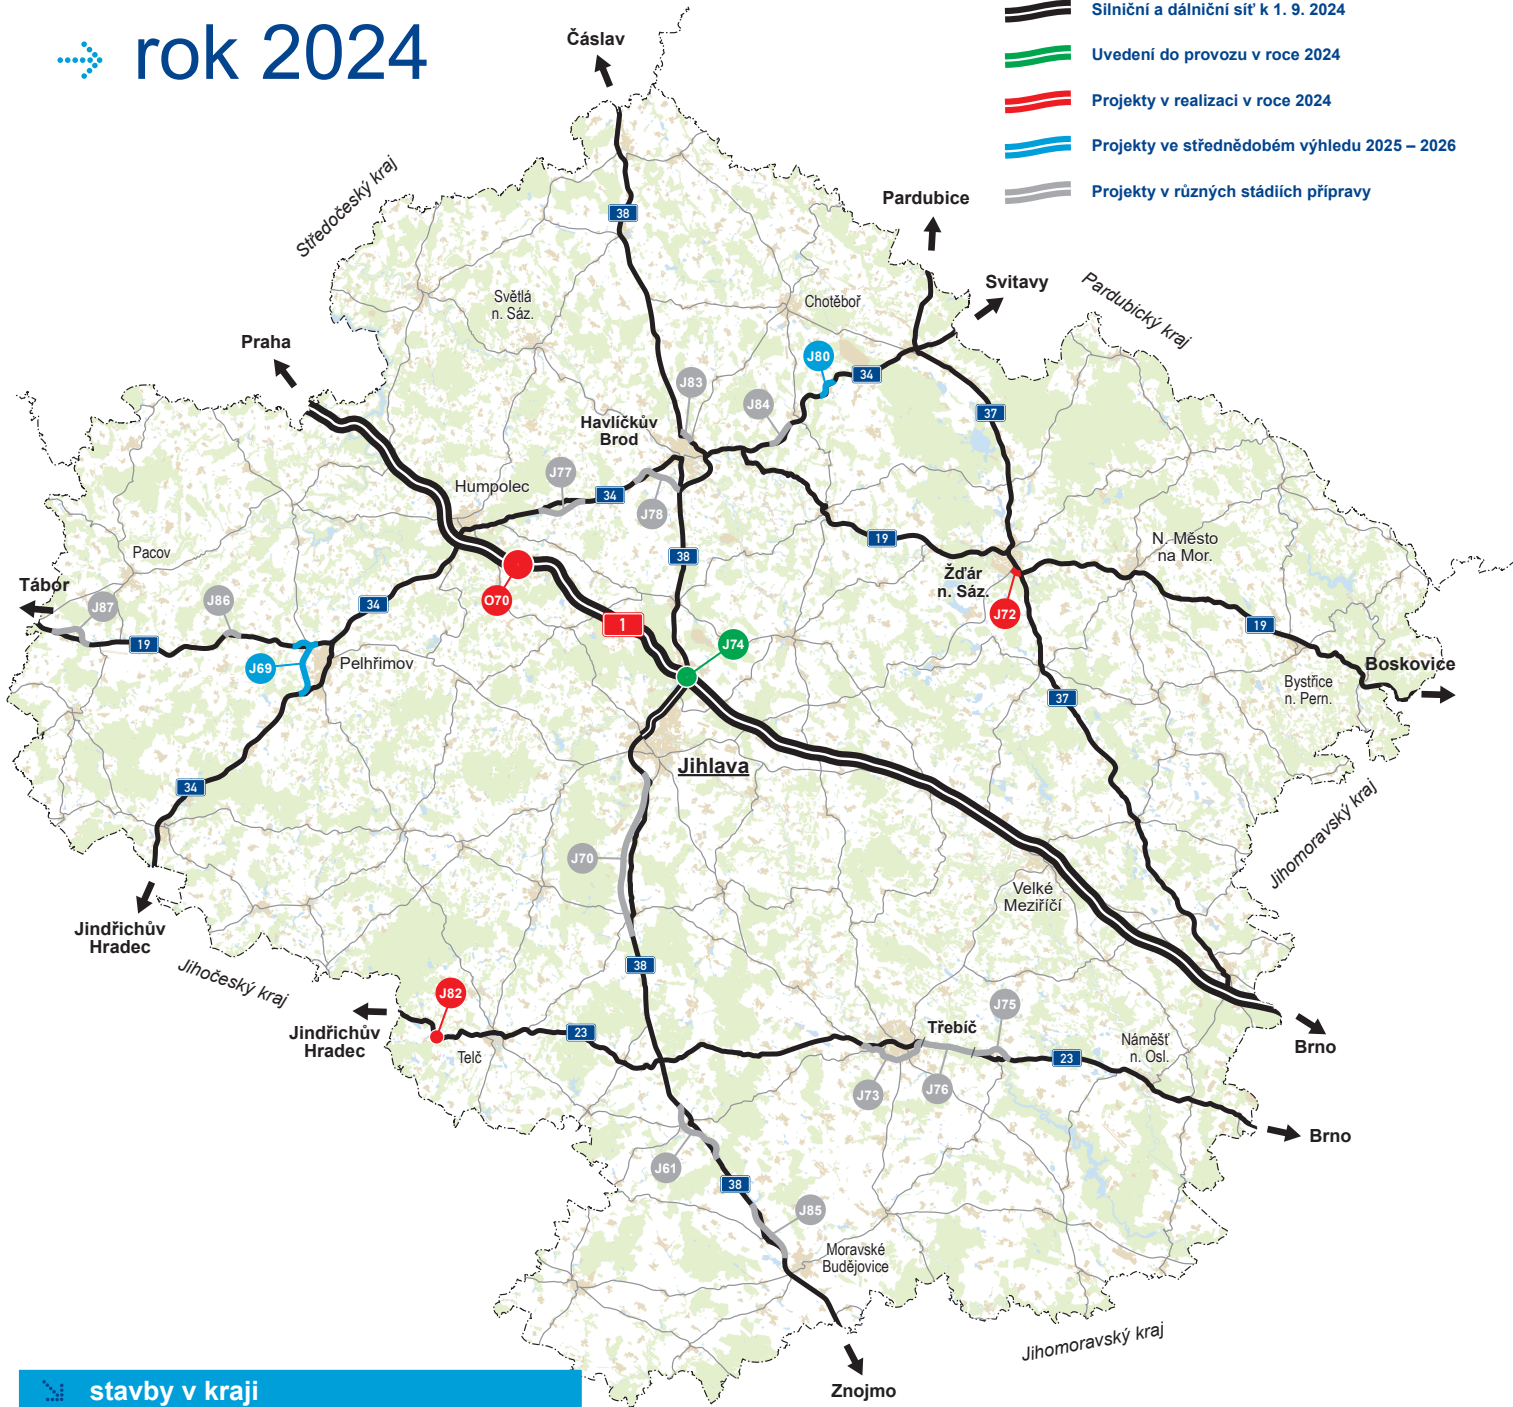 rok 2024
Silniční a dálniční síť k 1. 9. 2024
Uvedení do provozu v roce 2024
Projekty v realizaci v roce 2024
Projekty ve střednědobém výhledu 2025 – 2026
Projekty v různých stádiích přípravy
Čáslav
Středočeský kraj
38
Pardubice
Svitavy
Pardubický kraj
Světlá
n. Sáz.
Chotěboř
Praha
J80
34
J83
J84
37
Havlíčkův
Brod
J77
Humpolec
34
J78
19
N. Město
na Mor.
38
Pacov
Žďár
n. Sáz.
Tábor
J87
J86
34
O70
J72
1
19
19
J74
J69
Pelhřimov
Boskovice
Bystřice
n. Pern.
37
Jihlava
34
Jihomoravský kraj
J70
Velké
Meziříčí
Jindřichův
Hradec
Jihočeský kraj
38
J82
J75
Jindřichův
Hradec
23
Třebíč
Náměšť
n. Osl.
Brno
Telč
23
J73
J76
Brno
J61
38
J85
Moravské
Budějovice
Jihomoravský kraj
Znojmo
stavby v kraji